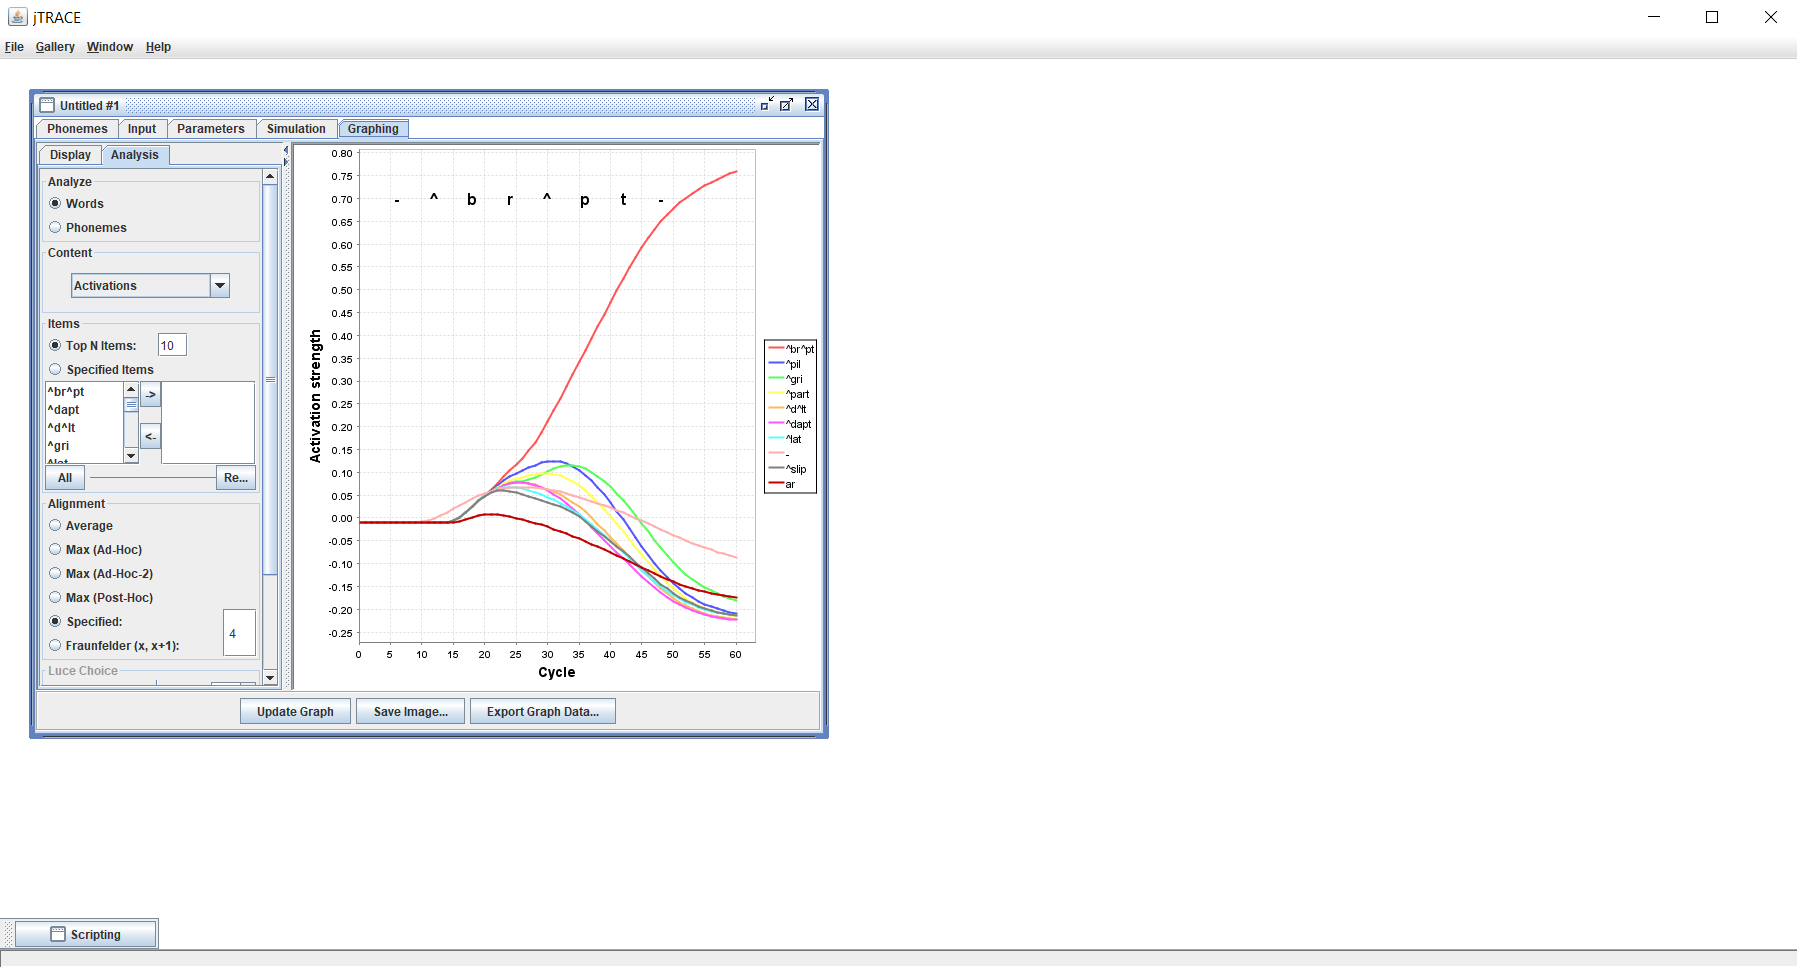 jTRACE
File Gallery Window Help
Untitled #1
Phonemes Input Parameters Simulation Graphing
Display Analysis
Analyze
Words
Phonemes
Content
Activations
Items
Top N Items: 10
Specified Items
^br^pt
^dapt
^d^lt
^gri
^lat
->
<-
All Re...
Alignment
Average
Max (Ad-Hoc)
Max (Ad-Hoc-2)
Max (Post-Hoc)
Specified:
4
Fraunfelder (x, x+1):
Luce Choice
- ^ b r ^ p t -
0.80
0.75
0.70
0.65
0.60
0.55
0.50
0.45
0.40
0.35
0.30
0.25
0.20
0.15
0.10
0.05
0.00
-0.05
-0.10
-0.15
-0.20
-0.25
Activation strength
0 5 10 15 20 25 30 35 40 45 50 55 60
Cycle
^br^pt
^pil
^gri
^part
^d^lt
^dapt
^lat
-
^slip
ar
Update Graph Save Image... Export Graph Data...
Scripting